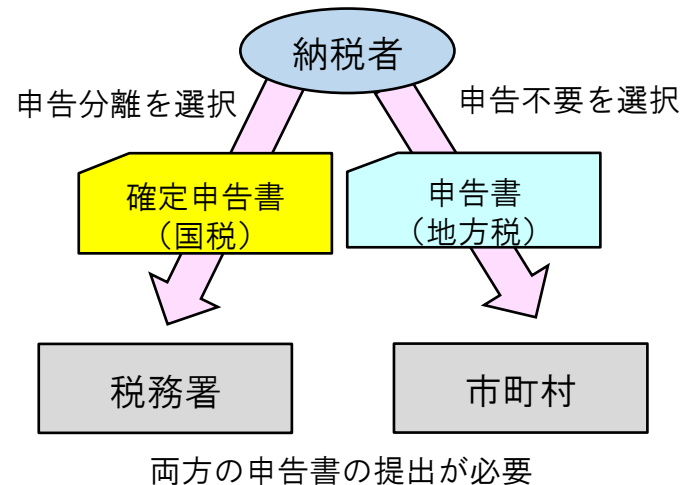 納税者
申告分離を選択
申告不要を選択
確定申告書
（国税）
申告書
（地方税）
税務署
市町村
両方の申告書の提出が必要